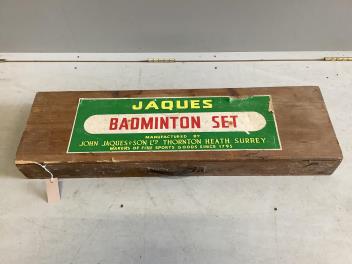 JAQUES
BADMINTON SET
MANUFACTURED BY
JOHN JAQUES & SON LTD. THORNTON HEATH SURREY
MAKERS OF FINE SPORTS GOODS SINCE 1795